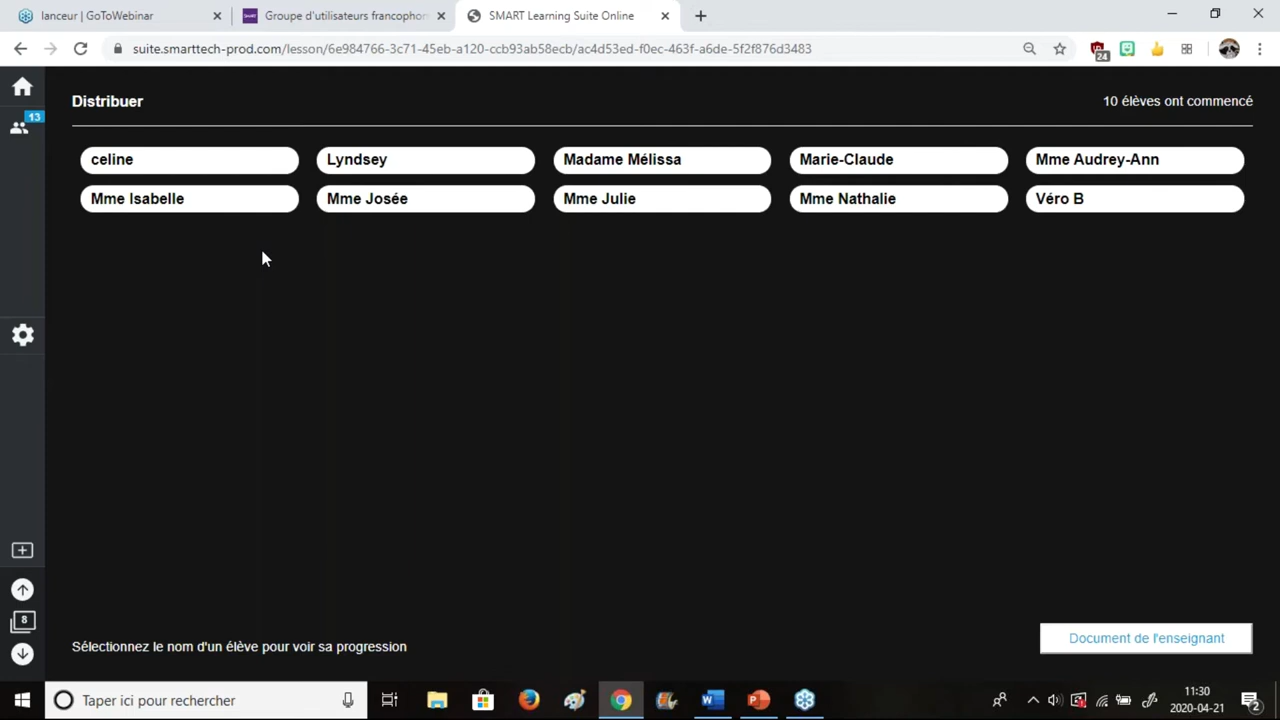 lanceur | GoToWebinar
Groupe d'utilisateurs francophon
SMART Learning Suite Online
suite.smarttech-prod.com/lesson/6e984766-3c71-45eb-a120-ccb93ab58ecb/ac4d53ed-f0ec-463f-a6de-5f2f876d3483
24
13
Distribuer
10 élèves ont commencé
celine
Lyndsey
Madame Mélissa
Marie-Claude
Mme Audrey-Ann
Mme Isabelle
Mme Josée
Mme Julie
Mme Nathalie
Véro B
8
Sélectionnez le nom d'un élève pour voir sa progression
Document de l'enseignant
Taper ici pour rechercher
11:30
2020-04-21
2